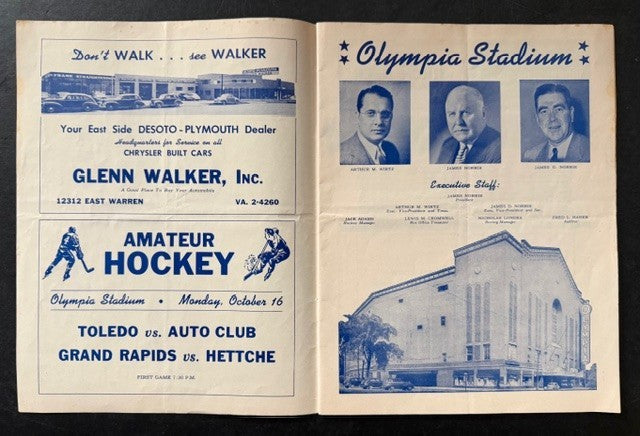 Don't WALK . . . see WALKER
Your East Side DESOTO - PLYMOUTH Dealer
Headquarters for Service on all
CHRYSLER BUILT CARS
GLENN WALKER, INC.
A Good Place To Buy Your Automobile
12312 EAST WARREN VA. 2-4260
AMATEUR
HOCKEY
Olympia Stadium • Monday, October 16
TOLEDO vs. AUTO CLUB
GRAND RAPIDS vs. HETTCHE
FIRST GAME 7:30 P.M.
Olympia Stadium
ARTHUR M. WIRTZ JAMES NORRIS JAMES D. NORRIS
Executive Staff:
JAMES NORRIS
President
ARTHUR M. WIRTZ JAMES D. NORRIS
Exec. Vice-President and Treas. Exec. Vice-President and Sec.
JACK ADAMS LEWIS M. CROMWELL NICHOLAS LONDES FRED L. HUBER
Hockey Manager Box Office Treasurer Boxing Manager Auditor